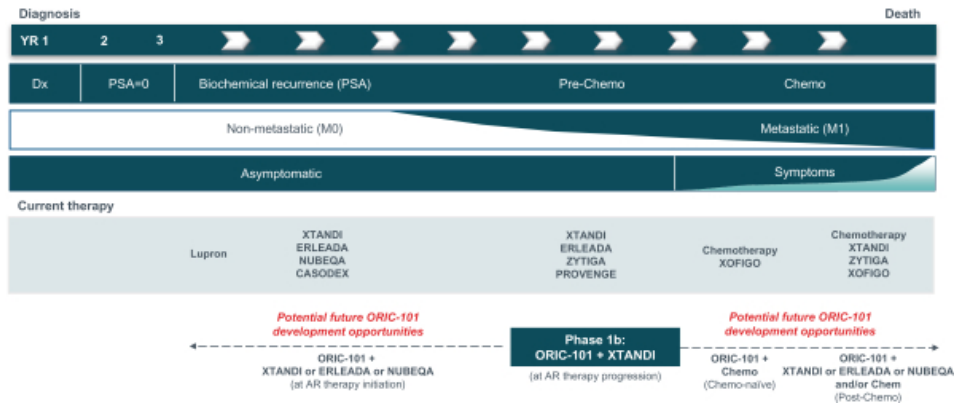 Diagnosis
Death
YR 1
2
3
Dx
PSA=0
Biochemical recurrence (PSA)
Pre-Chemo
Chemo
Non-metastatic (M0)
Metastatic (M1)
Asymptomatic
Symptoms
Current therapy
Lupron
XTANDI
ERLEADA
NUBEQA
CASODEX
XTANDI
ERLEADA
ZYTIGA
PROVENGE
Chemotherapy
XOFIGO
Chemotherapy
XTANDI
ZYTIGA
XOFIGO
Potential future ORIC-101
development opportunities
ORIC-101 +
XTANDI or ERLEADA or NUBEQA
(at AR therapy initiation)
Phase 1b:
ORIC-101 + XTANDI
(at AR therapy progression)
Potential future ORIC-101
development opportunities
ORIC-101 +
Chemo
(Chemo-naïve)
ORIC-101 +
XTANDI or ERLEADA or NUBEQA
and/or Chem
(Post-Chemo)